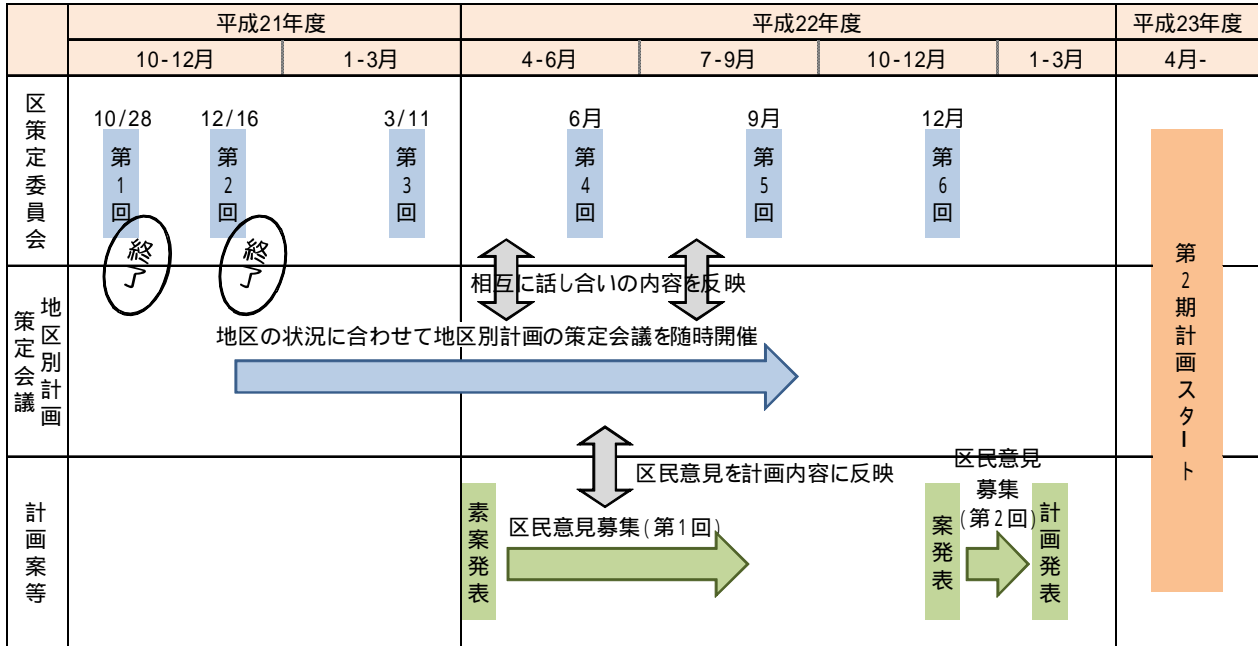 平成21年度
平成22年度
平成23年度
10-12月
1-3月
4-6月
7-9月
10-12月
1-3月
4月-
区策定委員会
10/28
12/16
3/11
6月
9月
12月
第1回
第2回
第3回
第4回
第5回
第6回
終了
終了
相互に話し合いの内容を反映
地区別計画
策定会議
地区の状況に合わせて地区別計画の策定会議を随時開催
第2期計画スタート
区民意見を計画内容に反映
計画案等
素案発表
区民意見募集(第1回)
案発表
区民意見
募集
(第2回)
計画発表